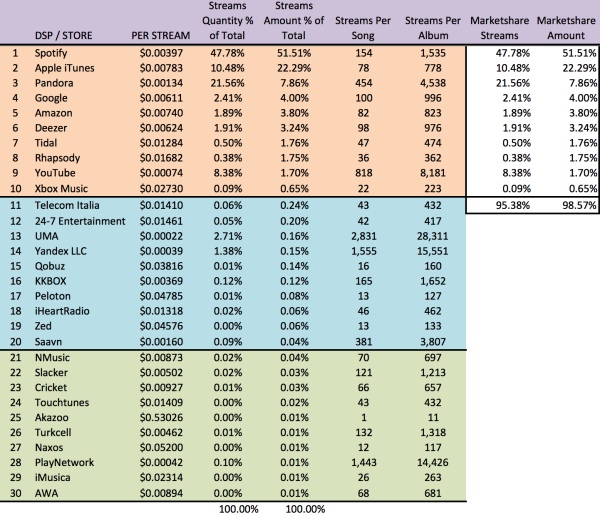 Streams Streams
Quantity % Amount % of Streams Per Streams Per Marketshare Marketshare
DSP / STORE PER STREAM of Total Total Song Album Streams Amount
1 Spotify $0.00397 47.78% 51.51% 154 1,535 47.78% 51.51%
2 Apple iTunes $0.00783 10.48% 22.29% 78 778 10.48% 22.29%
3 Pandora $0.00134 21.56% 7.86% 454 4,538 21.56% 7.86%
4 Google $0.00611 2.41% 4.00% 100 996 2.41% 4.00%
5 Amazon $0.00740 1.89% 3.80% 82 823 1.89% 3.80%
6 Deezer $0.00624 1.91% 3.24% 98 976 1.91% 3.24%
7 Tidal $0.01284 0.50% 1.76% 47 474 0.50% 1.76%
8 Rhapsody $0.01682 0.38% 1.75% 36 362 0.38% 1.75%
9 YouTube $0.00074 8.38% 1.70% 818 8,181 8.38% 1.70%
10 Xbox Music $0.02730 0.09% 0.65% 22 223 0.09% 0.65%
11 Telecom Italia $0.01410 0.06% 0.24% 43 432 95.38% 98.57%
12 24-7 Entertainment $0.01461 0.05% 0.20% 42 417
13 UMA $0.00022 2.71% 0.16% 2,831 28,311
14 Yandex LLC $0.00039 1.38% 0.15% 1,555 15,551
15 Qobuz $0.03816 0.01% 0.14% 16 160
16 KKBOX $0.00369 0.12% 0.12% 165 1,652
17 Peloton $0.04785 0.01% 0.08% 13 127
18 iHeartRadio $0.01318 0.02% 0.06% 46 462
19 Zed $0.04576 0.00% 0.06% 13 133
20 Saavn $0.00160 0.09% 0.04% 381 3,807
21 NMusic $0.00873 0.02% 0.04% 70 697
22 Slacker $0.00502 0.02% 0.03% 121 1,213
23 Cricket $0.00927 0.01% 0.03% 66 657
24 Touchtunes $0.01409 0.00% 0.02% 43 432
25 Akazoo $0.53026 0.00% 0.01% 1 11
26 Turkcell $0.00462 0.01% 0.01% 132 1,318
27 Naxos $0.05200 0.00% 0.01% 12 117
28 PlayNetwork $0.00042 0.10% 0.01% 1,443 14,426
29 iMusica $0.02314 0.00% 0.01% 26 263
30 AWA $0.00894 0.00% 0.01% 68 681
100.00% 100.00%